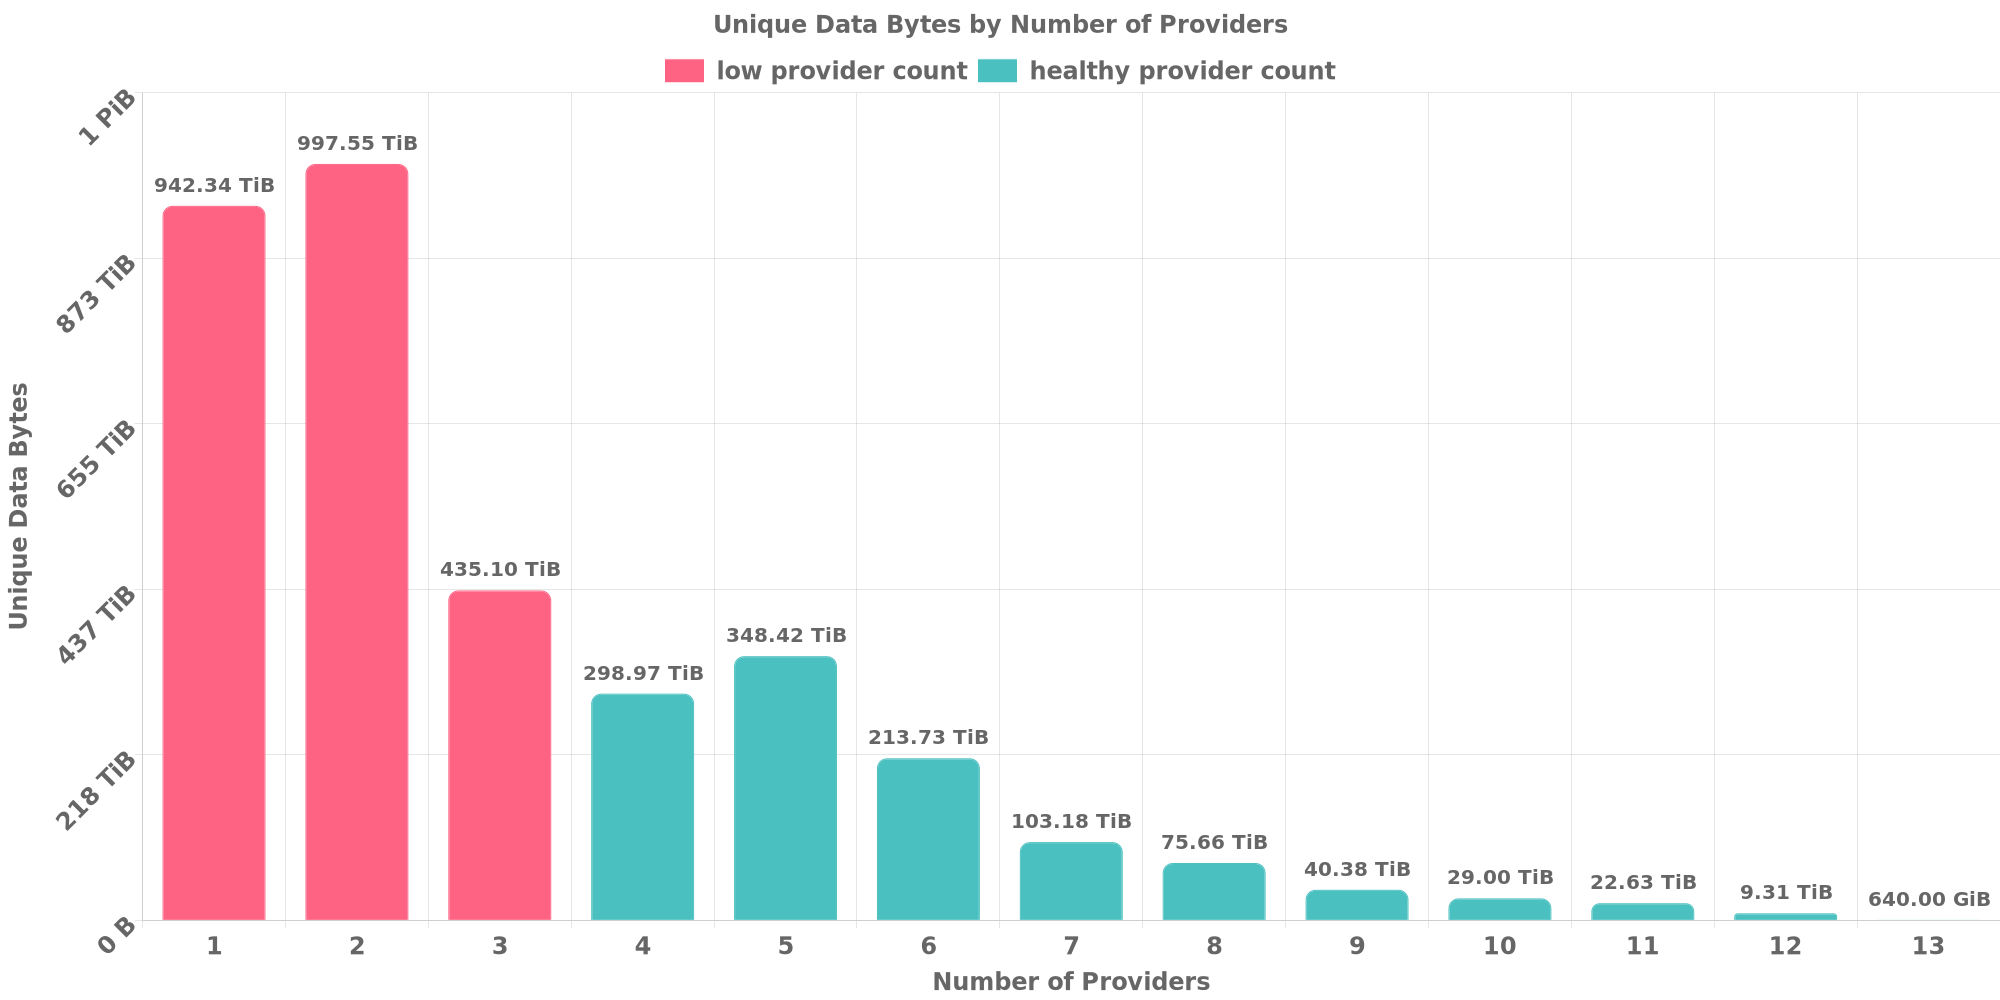 Unique Data Bytes by Number of Providers
low provider count healthy provider count
1 PiB
873 TiB
655 TiB
437 TiB
218 TiB
0 B
Unique Data Bytes
942.34 TiB
997.55 TiB
435.10 TiB
298.97 TiB
348.42 TiB
213.73 TiB
103.18 TiB
75.66 TiB
40.38 TiB
29.00 TiB
22.63 TiB
9.31 TiB
640.00 GiB
1 2 3 4 5 6 7 8 9 10 11 12 13
Number of Providers